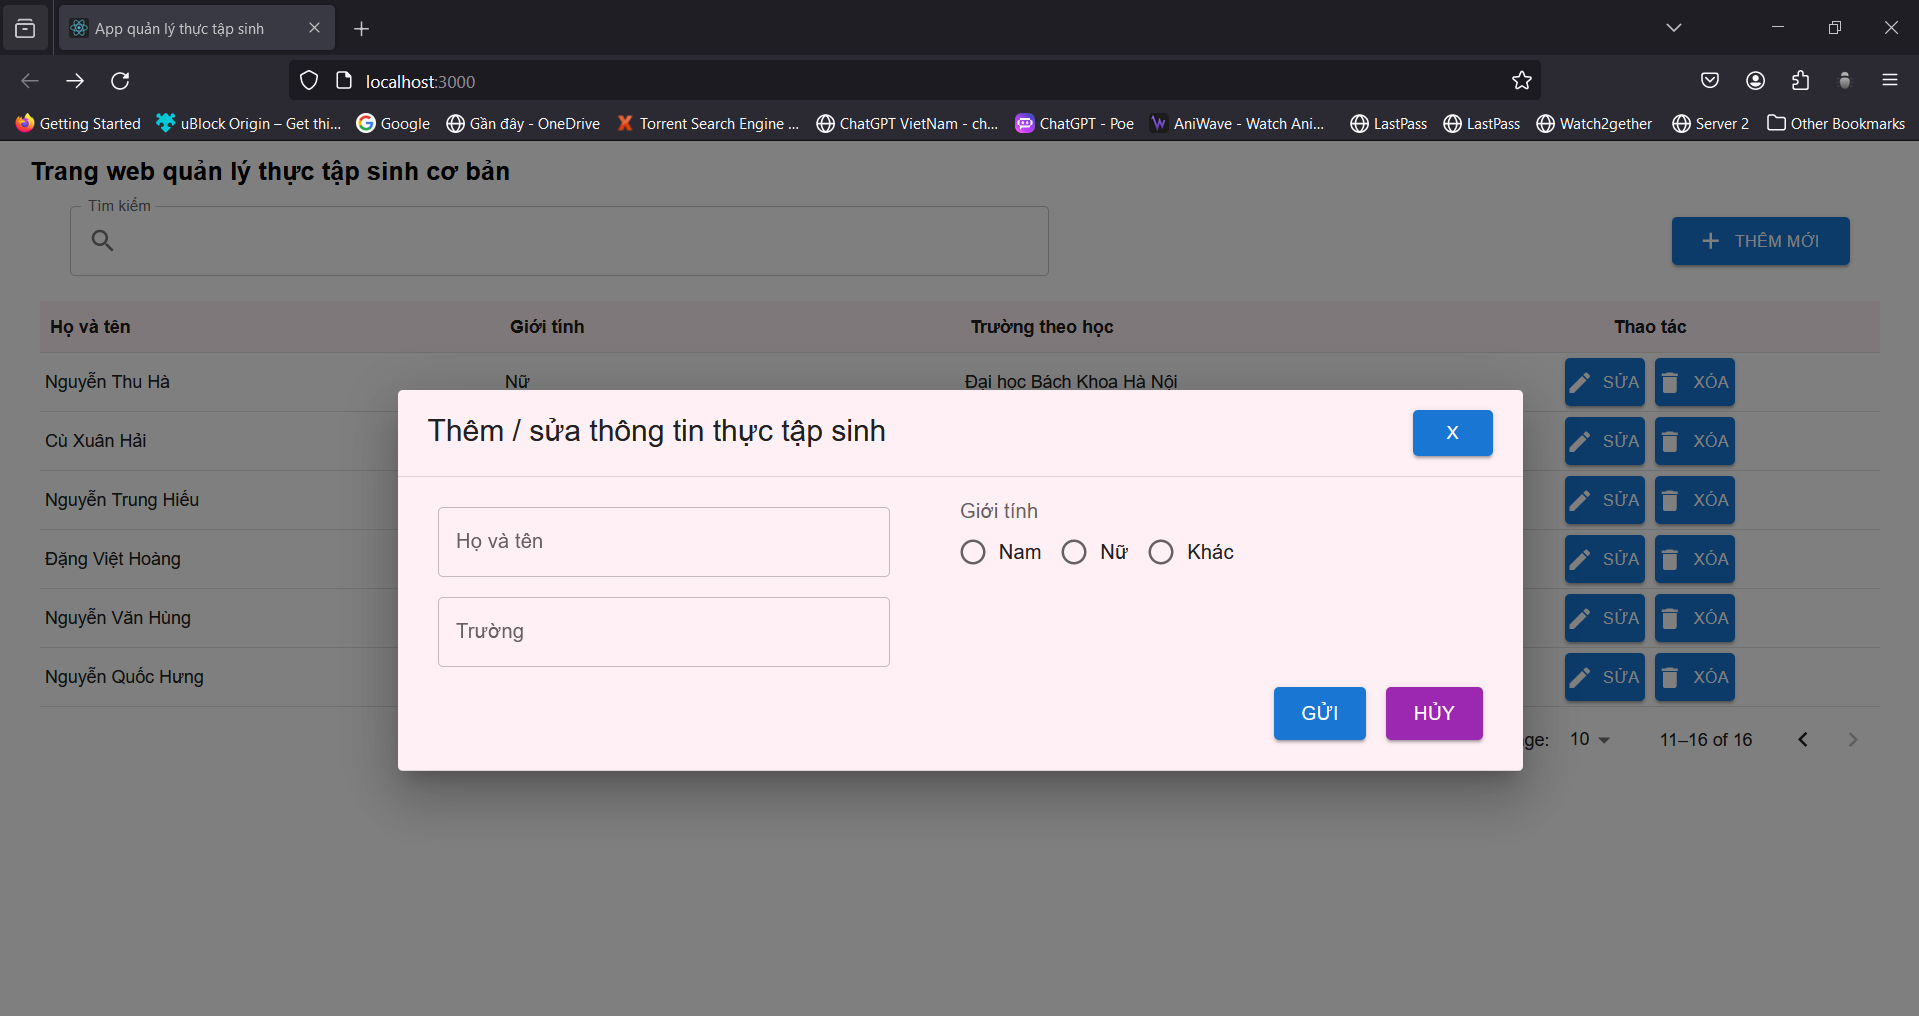 App quản lý thực tập sinh
localhost:3000
Getting Started
uBlock Origin – Get thi...
Google
Gần đây - OneDrive
Torrent Search Engine ...
ChatGPT VietNam - ch...
ChatGPT - Poe
AniWave - Watch Ani...
LastPass
LastPass
Watch2gether
Server 2
Other Bookmarks
Trang web quản lý thực tập sinh cơ bản
Tìm kiếm
THÊM MỚI
Họ và tên Giới tính Trường theo học Thao tác
Nguyễn Thu Hà Nữ Đại học Bách Khoa Hà Nội SỬA XÓA
Cù Xuân Hải SỬA XÓA
Nguyễn Trung Hiếu SỬA XÓA
Đặng Việt Hoàng SỬA XÓA
Nguyễn Văn Hùng SỬA XÓA
Nguyễn Quốc Hưng SỬA XÓA
ge: 10 11–16 of 16
Thêm / sửa thông tin thực tập sinh
X
Họ và tên
Giới tính
Nam Nữ Khác
Trường
GỬI HỦY